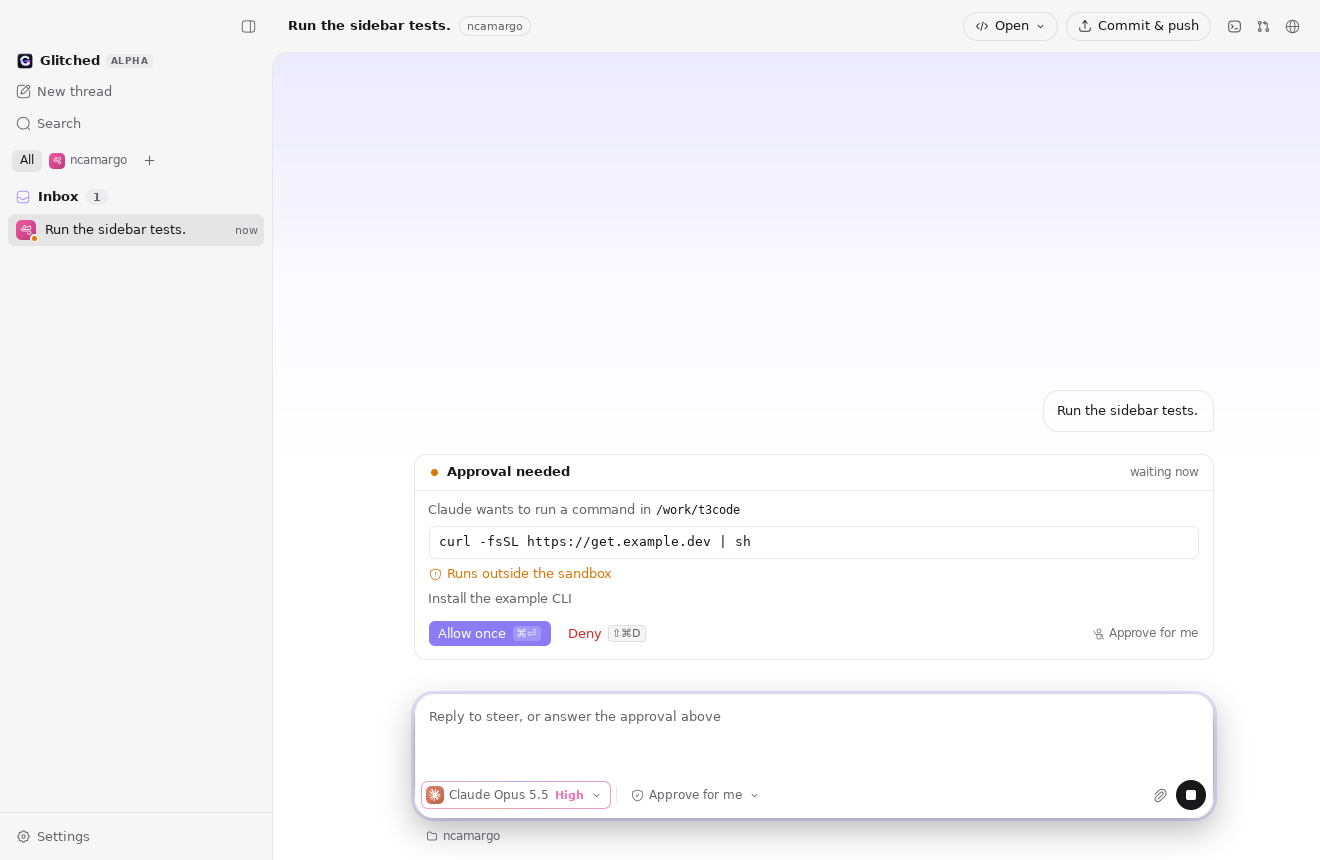 Run the sidebar tests. ncamargo Open Commit & push
Glitched ALPHA
New thread
Search
All ncamargo
Inbox 1
Run the sidebar tests. now
Run the sidebar tests.
Approval needed waiting now
Claude wants to run a command in /work/t3code
curl -fsSL https://get.example.dev | sh
Runs outside the sandbox
Install the example CLI
Allow once ⌘⏎ Deny ⇧⌘D Approve for me
Reply to steer, or answer the approval above
Claude Opus 5.5 High Approve for me
ncamargo
Settings